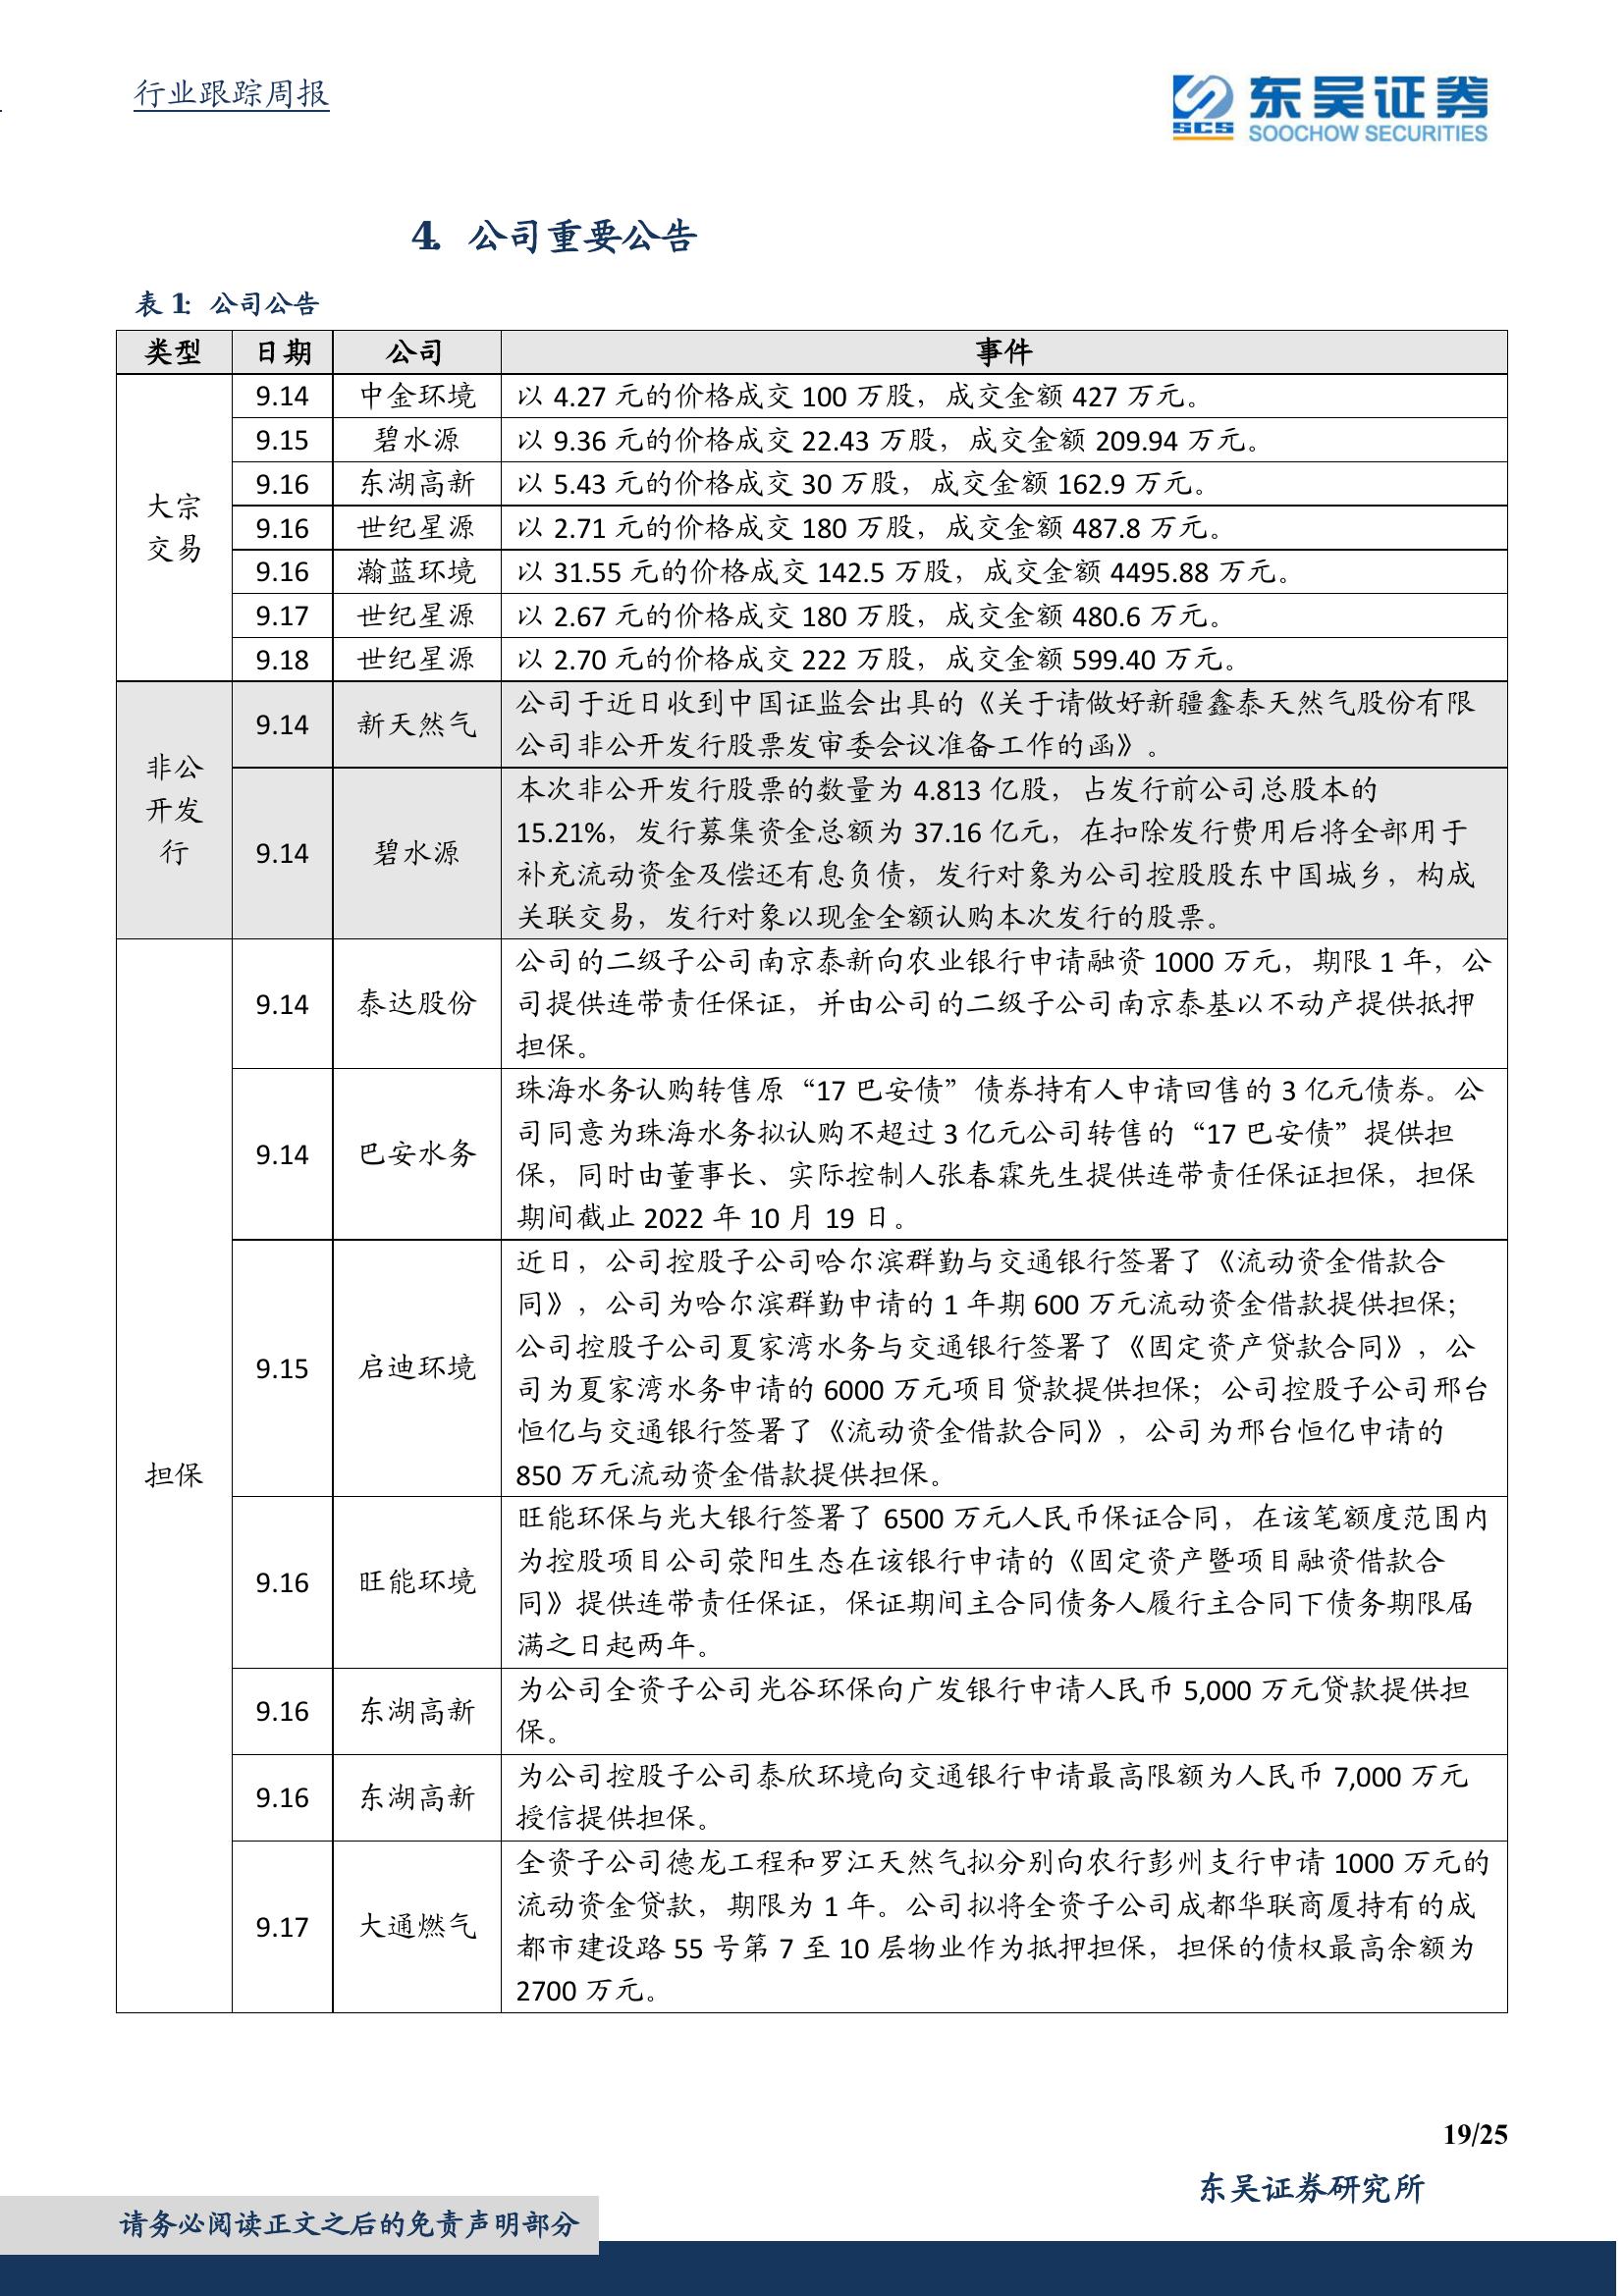 行业跟踪周报
SCS
东吴证券
SOOCHOW SECURITIES
4. 公司重要公告
表 1: 公司公告
类型 日期 公司 事件
大宗
交易
9.14 中金环境 以 4.27 元的价格成交 100 万股，成交金额 427 万元。
9.15 碧水源 以 9.36 元的价格成交 22.43 万股，成交金额 209.94 万元。
9.16 东湖高新 以 5.43 元的价格成交 30 万股，成交金额 162.9 万元。
9.16 世纪星源 以 2.71 元的价格成交 180 万股，成交金额 487.8 万元。
9.16 瀚蓝环境 以 31.55 元的价格成交 142.5 万股，成交金额 4495.88 万元。
9.17 世纪星源 以 2.67 元的价格成交 180 万股，成交金额 480.6 万元。
9.18 世纪星源 以 2.70 元的价格成交 222 万股，成交金额 599.40 万元。
非公
开发
行
9.14 新天然气
公司于近日收到中国证监会出具的《关于请做好新疆鑫泰天然气股份有限
公司非公开发行股票发审委会议准备工作的函》。
9.14 碧水源
本次非公开发行股票的数量为 4.813 亿股，占发行前公司总股本的
15.21%，发行募集资金总额为 37.16 亿元，在扣除发行费用后将全部用于
补充流动资金及偿还有息负债，发行对象为公司控股股东中国城乡，构成
关联交易，发行对象以现金全额认购本次发行的股票。
担保
9.14 泰达股份
公司的二级子公司南京泰新向农业银行申请融资 1000 万元，期限 1 年，公
司提供连带责任保证，并由公司的二级子公司南京泰基以不动产提供抵押
担保。
9.14 巴安水务
珠海水务认购转售原“17 巴安债”债券持有人申请回售的 3 亿元债券。公
司同意为珠海水务拟认购不超过 3 亿元公司转售的“17 巴安债”提供担
保，同时由董事长、实际控制人张春霖先生提供连带责任保证担保，担保
期间截止 2022 年 10 月 19 日。
9.15 启迪环境
近日，公司控股子公司哈尔滨群勤与交通银行签署了《流动资金借款合
同》，公司为哈尔滨群勤申请的 1 年期 600 万元流动资金借款提供担保；
公司控股子公司夏家湾水务与交通银行签署了《固定资产贷款合同》，公
司为夏家湾水务申请的 6000 万元项目贷款提供担保；公司控股子公司邢台
恒亿与交通银行签署了《流动资金借款合同》，公司为邢台恒亿申请的
850 万元流动资金借款提供担保。
9.16 旺能环境
旺能环保与光大银行签署了 6500 万元人民币保证合同，在该笔额度范围内
为控股项目公司荥阳生态在该银行申请的《固定资产暨项目融资借款合
同》提供连带责任保证，保证期间主合同债务人履行主合同下债务期限届
满之日起两年。
9.16 东湖高新
为公司全资子公司光谷环保向广发银行申请人民币 5,000 万元贷款提供担
保。
9.16 东湖高新
为公司控股子公司泰欣环境向交通银行申请最高限额为人民币 7,000 万元
授信提供担保。
9.17 大通燃气
全资子公司德龙工程和罗江天然气拟分别向农行彭州支行申请 1000 万元的
流动资金贷款，期限为 1 年。公司拟将全资子公司成都华联商厦持有的成
都市建设路 55 号第 7 至 10 层物业作为抵押担保，担保的债权最高余额为
2700 万元。
19/25
东吴证券研究所
请务必阅读正文之后的免责声明部分